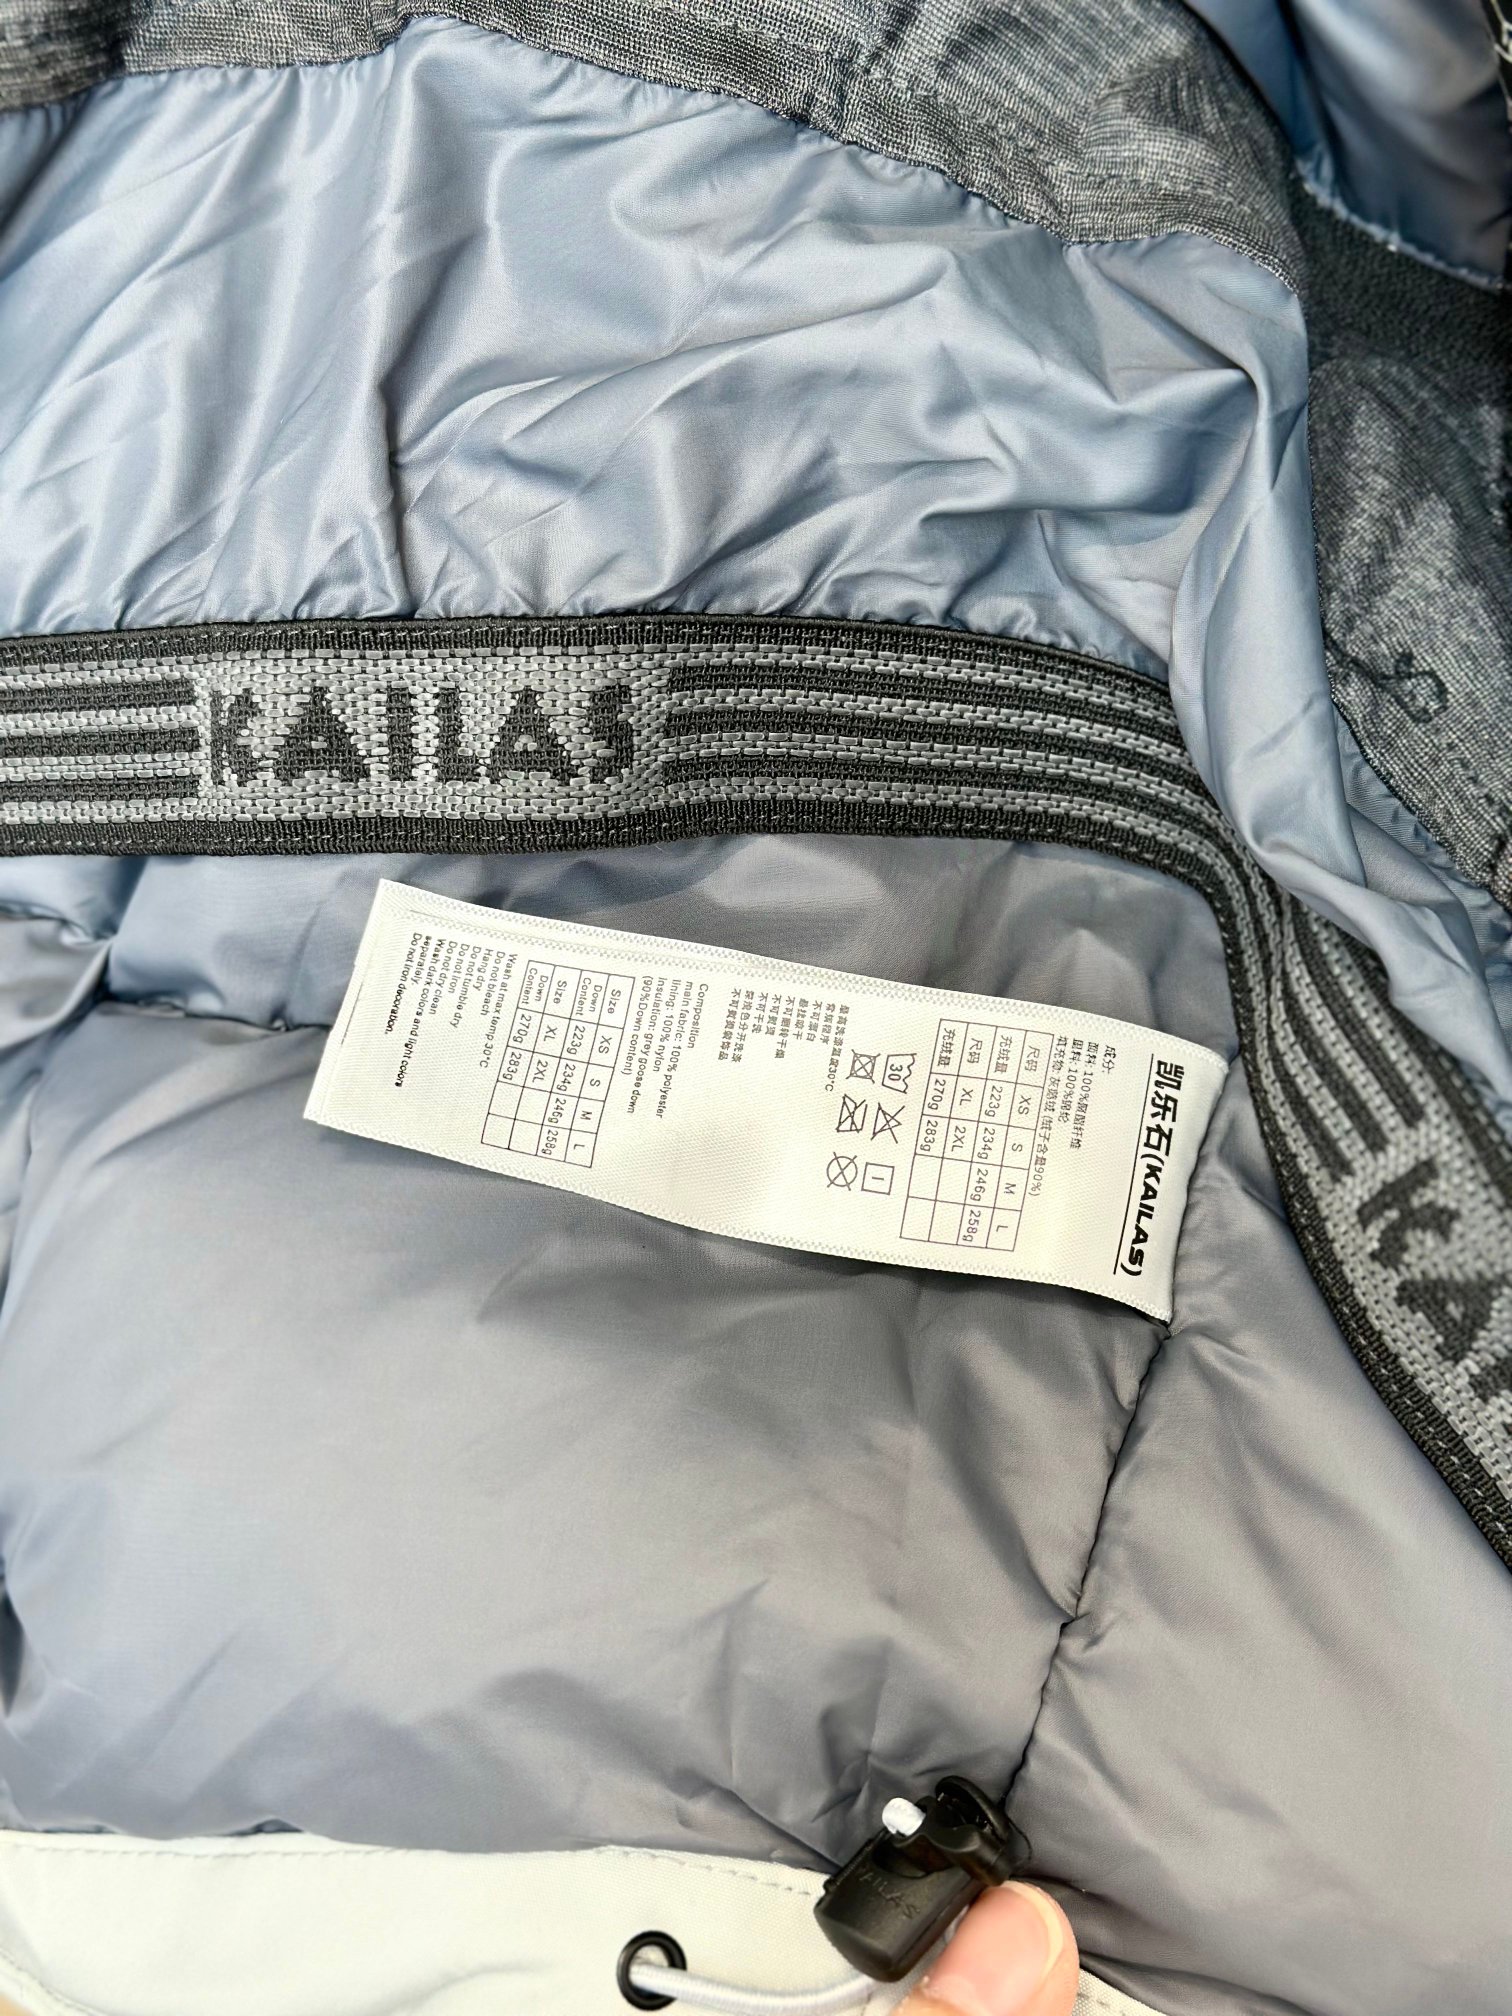 KAILAS
凯乐石(KAILAS)
成分
面料: 100%聚酯纤维
里料: 100%锦纶
填充物: 灰鹅绒 (绒子含量90%)
尺码 XS S M L
充绒量 223g 234g 246g 258g
尺码 XL 2XL
充绒量 270g 283g
30
最高洗涤温度30°C
常规程序
不可漂白
悬挂晾干
不可翻转干燥
不可熨烫
不可干洗
深浅色分开洗涤
不可熨烫装饰品
Composition
main fabric: 100% polyester
lining: 100% nylon
insulation: grey goose down
(90%Down content)
Size XS S M L
Down Content 223g 234g 246g 258g
Size XL 2XL
Down Content 270g 283g
Wash at max temp 30°C
Do not bleach
Hang dry
Do not tumble dry
Do not iron
Do not dry clean
Wash dark colors and light colors
separately.
Do not iron decoration.
KAILAS